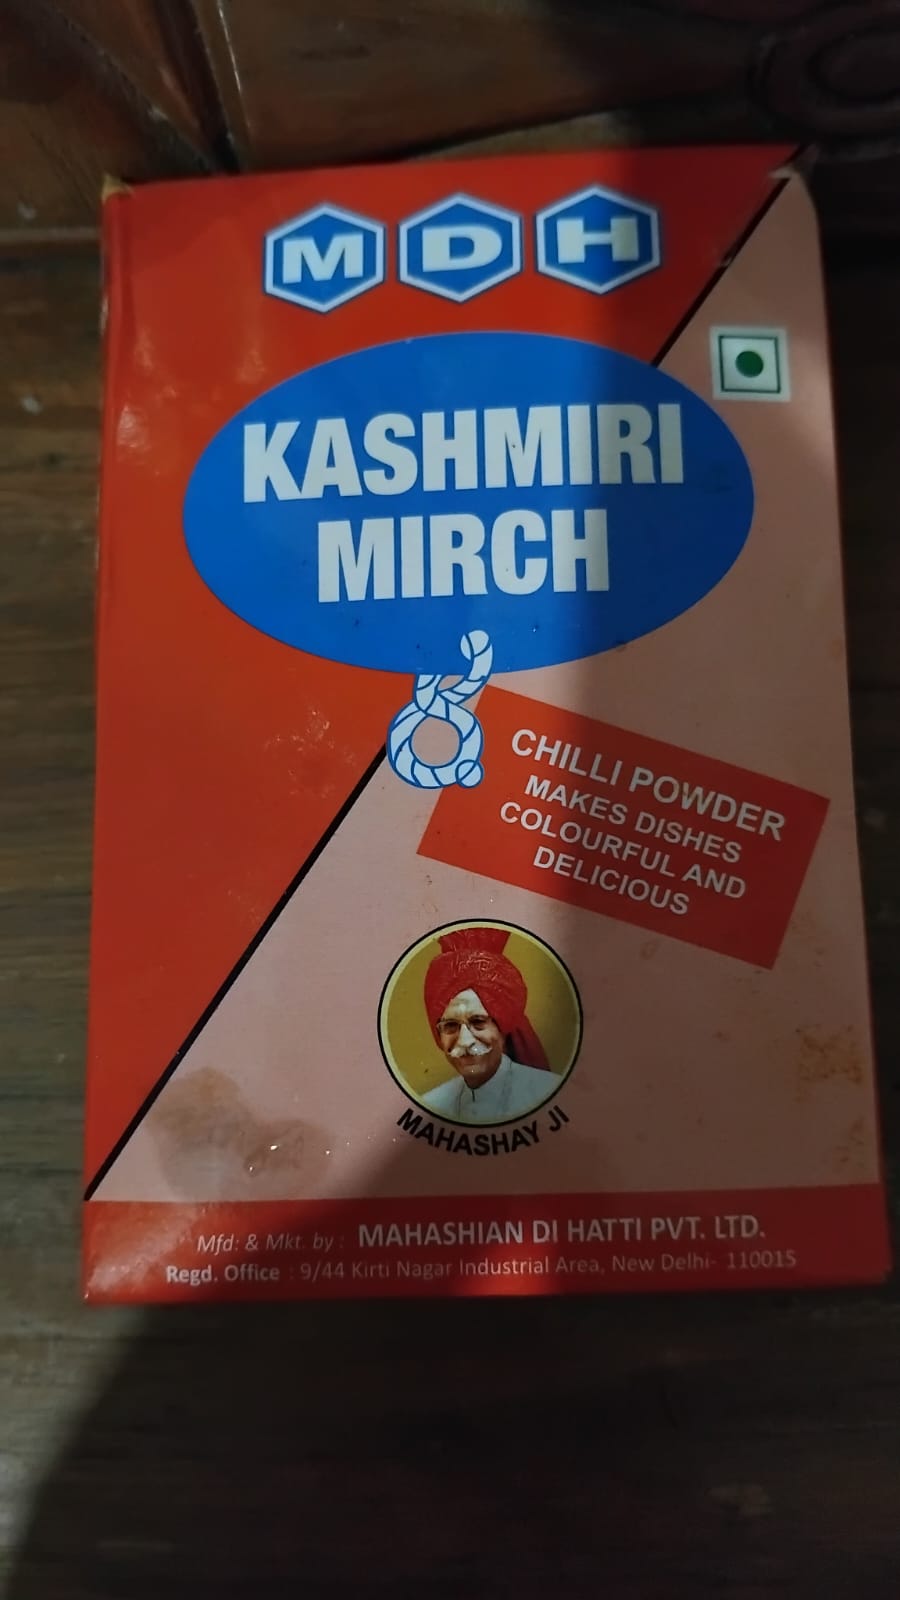 MDH
KASHMIRI
MIRCH
CHILLI POWDER
MAKES DISHES
COLOURFUL AND
DELICIOUS
MAHASHAY JI
Mfd. & Mkt. by : MAHASHIAN DI HATTI PVT. LTD.
Regd. Office : 9/44 Kirti Nagar Industrial Area, New Delhi- 110015